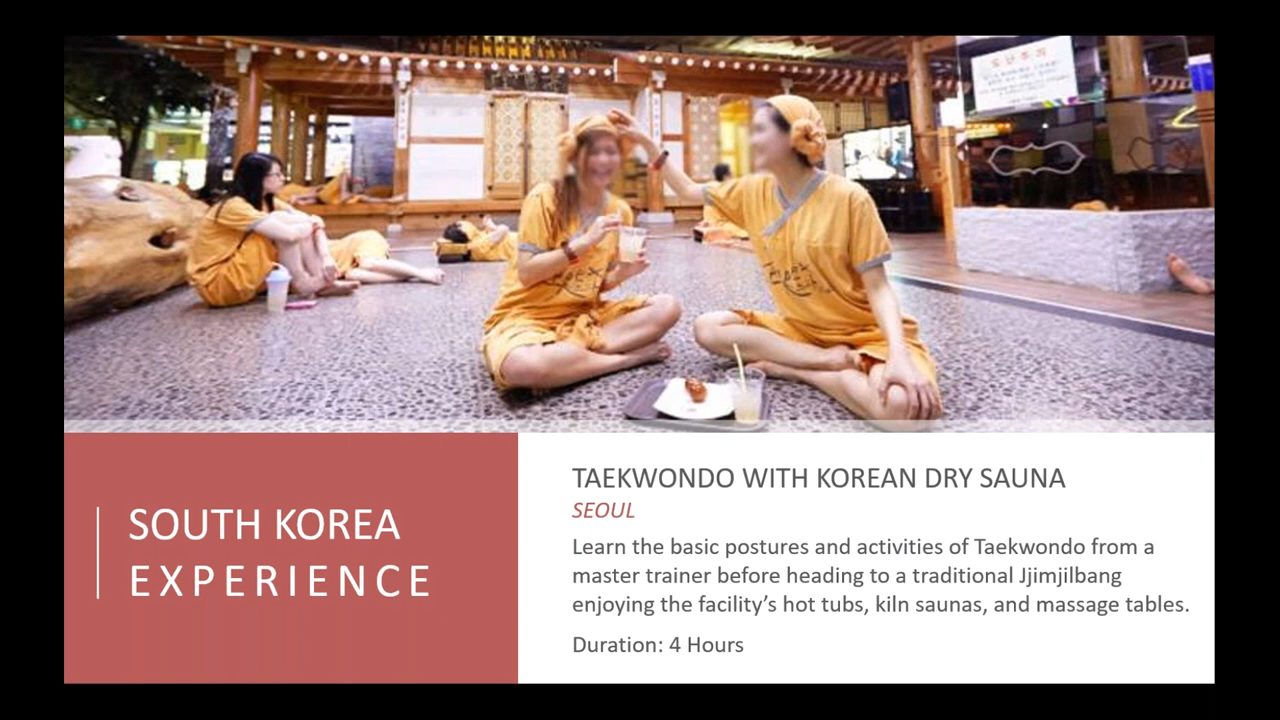 SOUTH KOREA
EXPERIENCE
TAEKWONDO WITH KOREAN DRY SAUNA
SEOUL
Learn the basic postures and activities of Taekwondo from a
master trainer before heading to a traditional Jjimjilbang
enjoying the facility’s hot tubs, kiln saunas, and massage tables.
Duration: 4 Hours